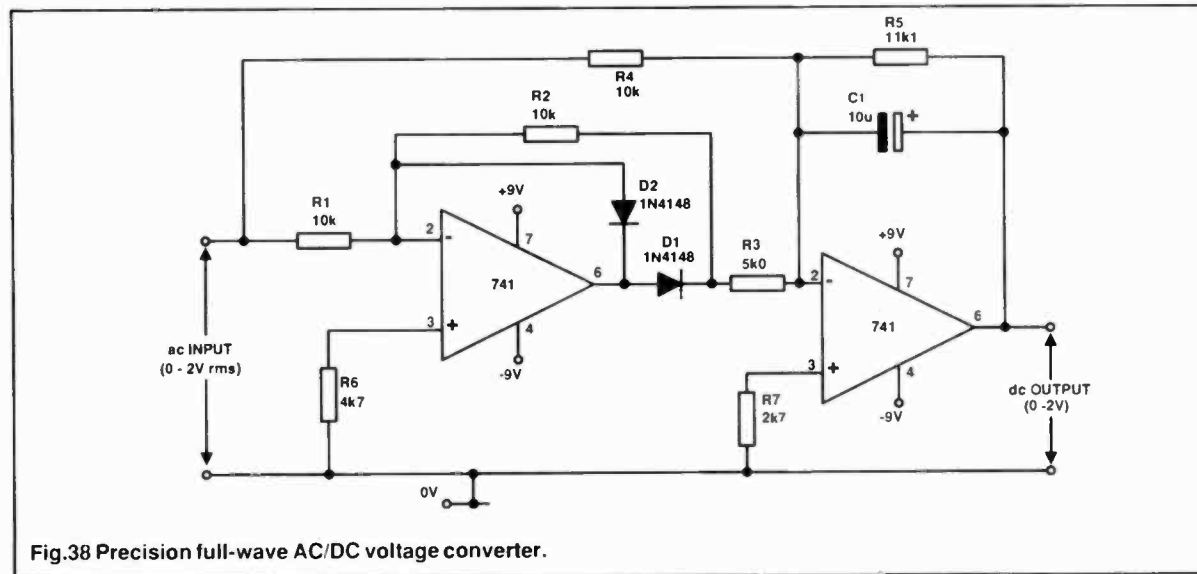 R5
11k1
R4
10k
C1
10u
+
R2
10k
D2
1N4148
+9V
R1
10k
2
-
7
6
D1
1N4148
R3
5k0
+9V
2
-
7
741
6
3
+
4
-9V
741
ac INPUT
(0 - 2V rms)
R6
4k7
3
+
4
-9V
R7
2k7
dc OUTPUT
(0 -2V)
0V
Fig.38 Precision full-wave AC/DC voltage converter.